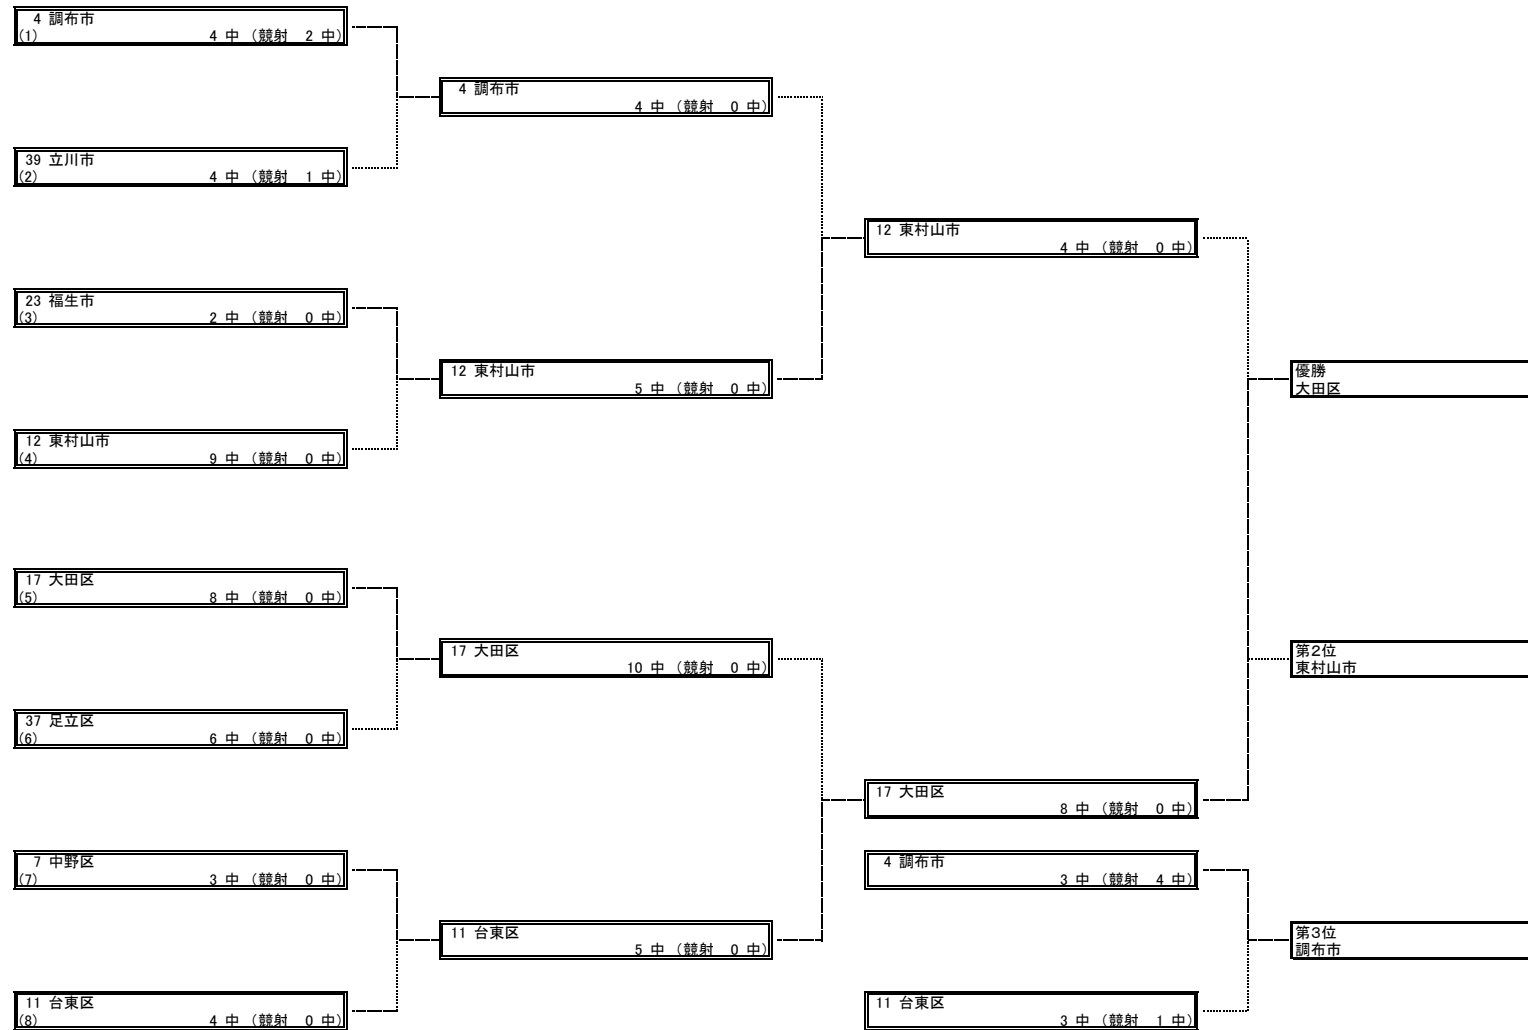 4 調布市
(1) 4 中 (競射 2 中)
39 立川市
(2) 4 中 (競射 1 中)
23 福生市
(3) 2 中 (競射 0 中)
12 東村山市
(4) 9 中 (競射 0 中)
17 大田区
(5) 8 中 (競射 0 中)
37 足立区
(6) 6 中 (競射 0 中)
7 中野区
(7) 3 中 (競射 0 中)
11 台東区
(8) 4 中 (競射 0 中)
4 調布市
4 中 (競射 0 中)
12 東村山市
5 中 (競射 0 中)
17 大田区
10 中 (競射 0 中)
11 台東区
5 中 (競射 0 中)
12 東村山市
4 中 (競射 0 中)
17 大田区
8 中 (競射 0 中)
4 調布市
3 中 (競射 4 中)
11 台東区
3 中 (競射 1 中)
優勝
大田区
第2位
東村山市
第3位
調布市